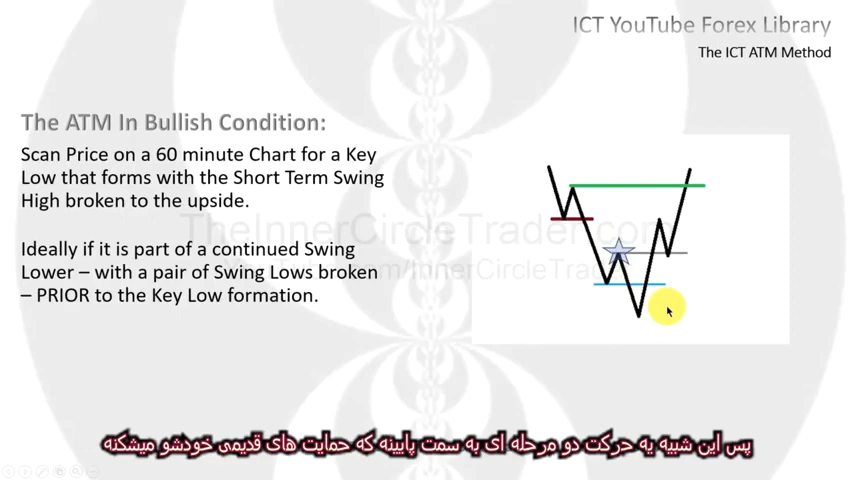 ICT YouTube Forex Library
The ICT ATM Method
The ATM In Bullish Condition:
Scan Price on a 60 minute Chart for a Key
Low that forms with the Short Term Swing
High broken to the upside.
TheInnerCircleTrader.com
Ideally if it is part of a continued Swing
Lower – with a pair of Swing Lows broken
/InnerCircleTrader
– PRIOR to the Key Low formation.
پس این شبیه یه حرکت دو مرحله ای به سمت پایینه که حمایت های قدیمی خودشو میشکنه